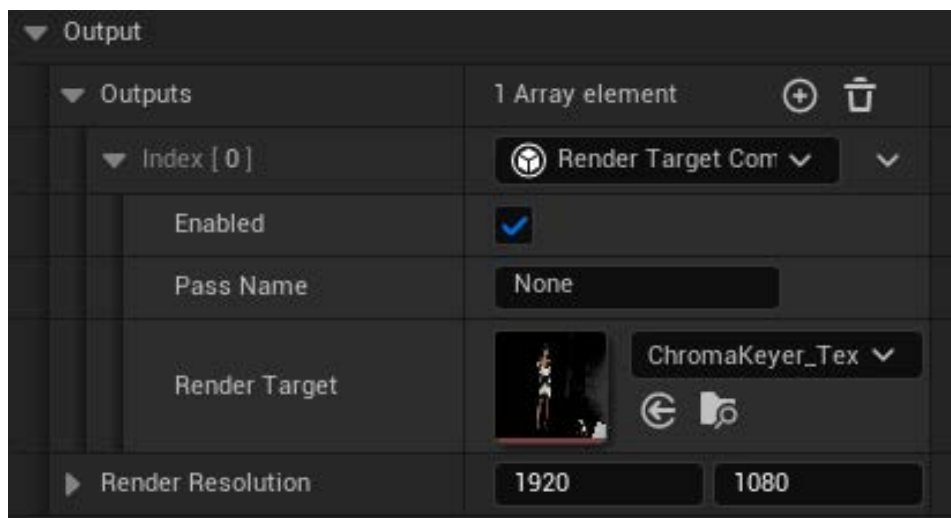 Output
Outputs 1 Array element
Index [ 0 ] Render Target Com
Enabled
Pass Name None
ChromaKeyer_Tex
Render Target
Render Resolution 1920 1080